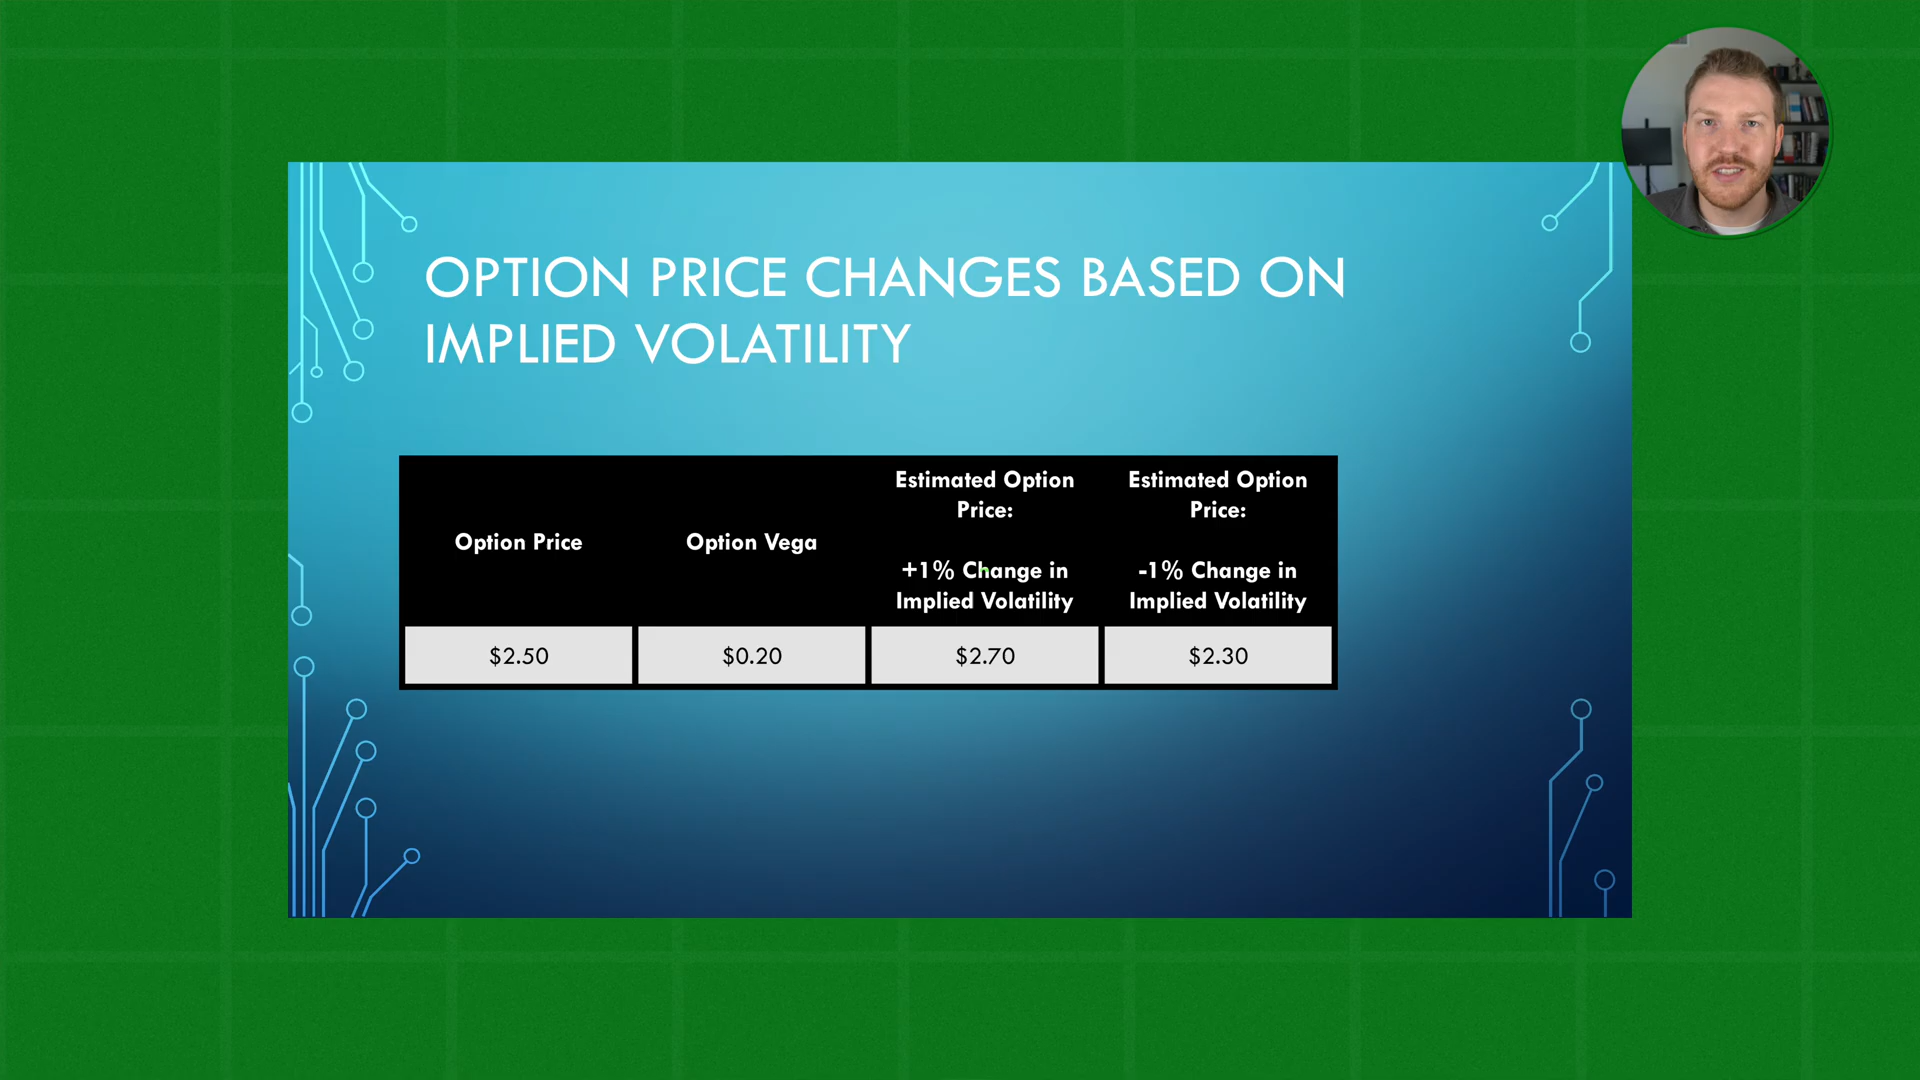 OPTION PRICE CHANGES BASED ON
IMPLIED VOLATILITY
Option Price
Option Vega
Estimated Option
Price:
+1% Change in
Implied Volatility
Estimated Option
Price:
-1% Change in
Implied Volatility
$2.50
$0.20
$2.70
$2.30